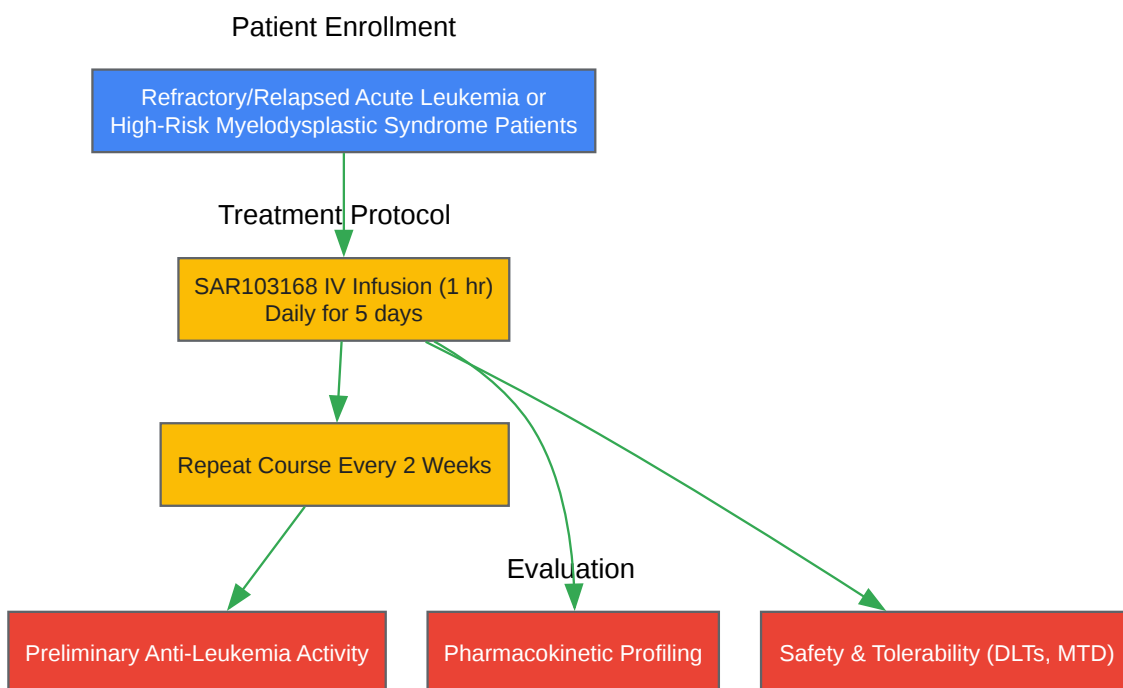 Patient Enrollment
Refractory/Relapsed Acute Leukemia or
High-Risk Myelodysplastic Syndrome Patients
Treatment Protocol
SAR103168 IV Infusion (1 hr)
Daily for 5 days
Repeat Course Every 2 Weeks
Evaluation
Preliminary Anti-Leukemia Activity
Pharmacokinetic Profiling
Safety & Tolerability (DLTs, MTD)